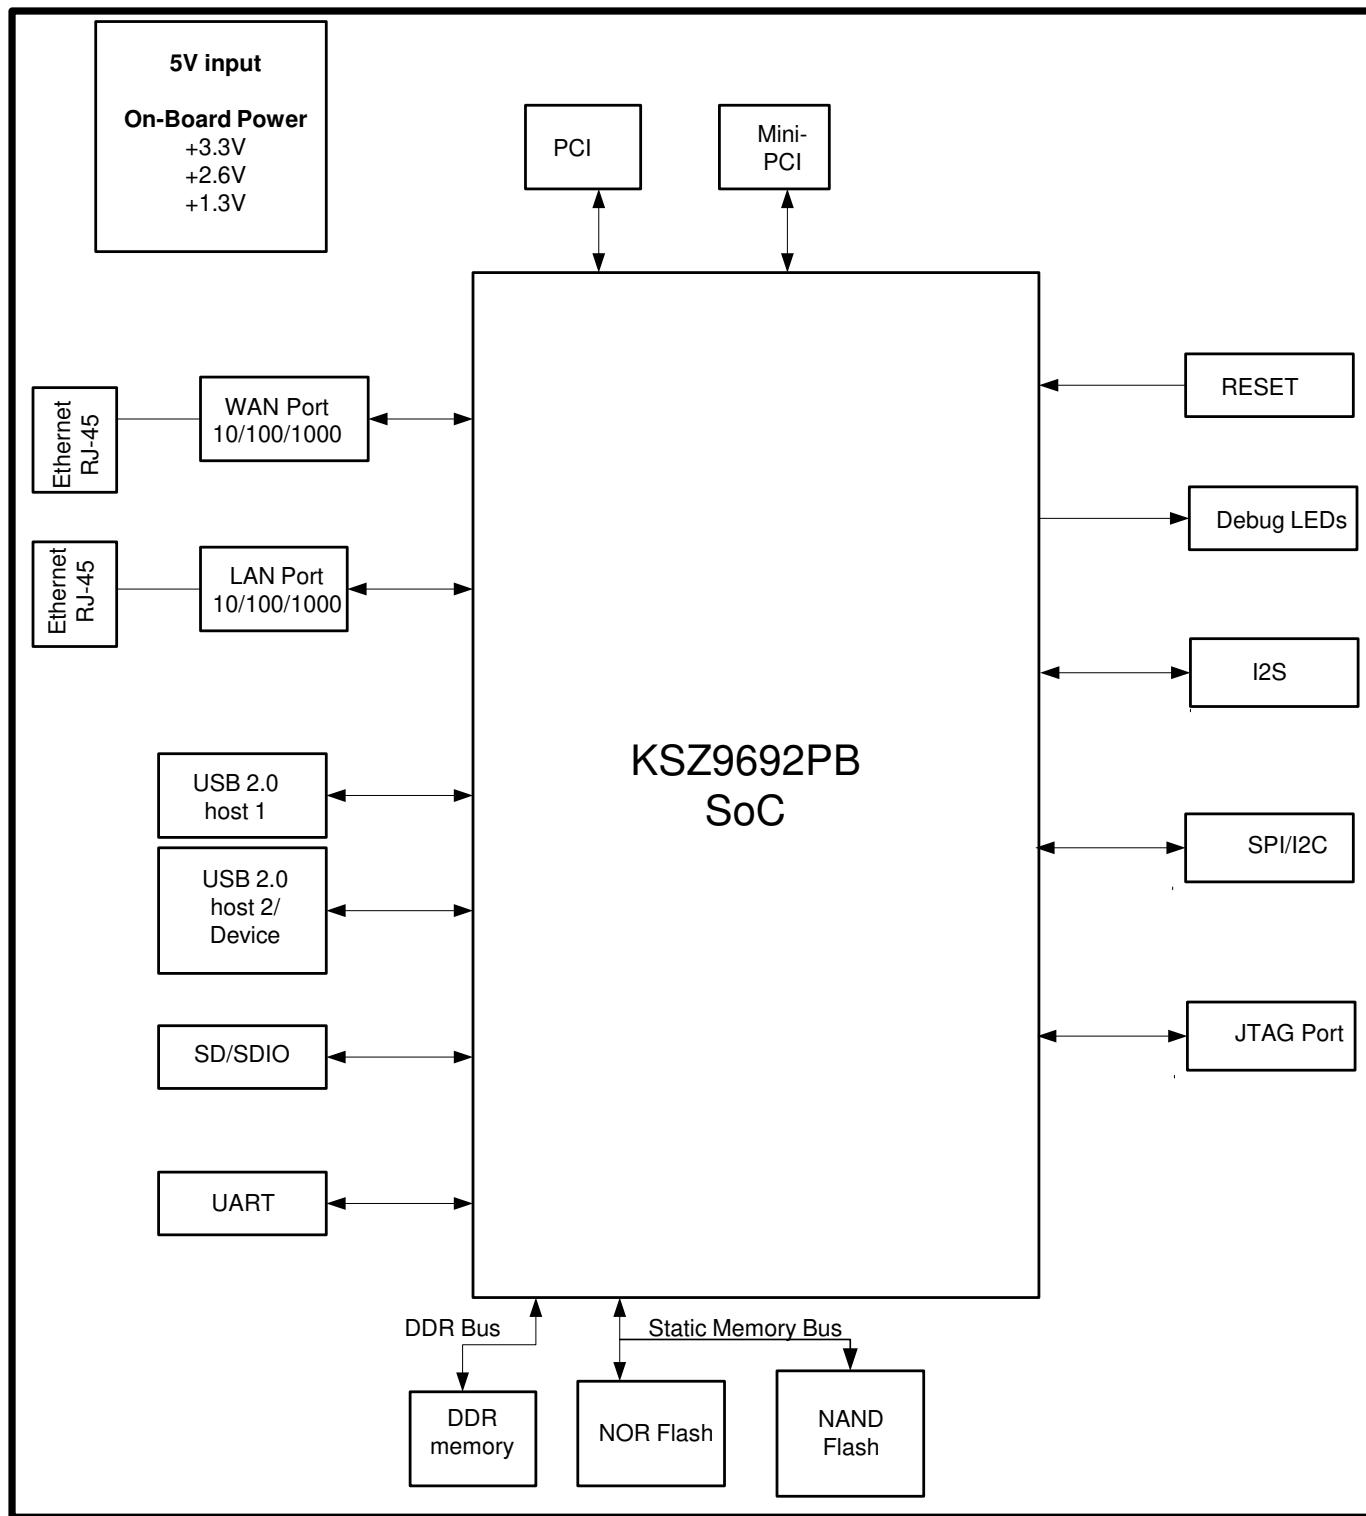 5V input
On-Board Power
+3.3V
+2.6V
+1.3V
PCI
Mini-
PCI
Ethernet
RJ-45
WAN Port
10/100/1000
Ethernet
RJ-45
LAN Port
10/100/1000
USB 2.0
host 1
USB 2.0
host 2/
Device
SD/SDIO
UART
KSZ9692PB
SoC
RESET
Debug LEDs
I2S
SPI/I2C
JTAG Port
DDR Bus
Static Memory Bus
DDR
memory
NOR Flash
NAND
Flash